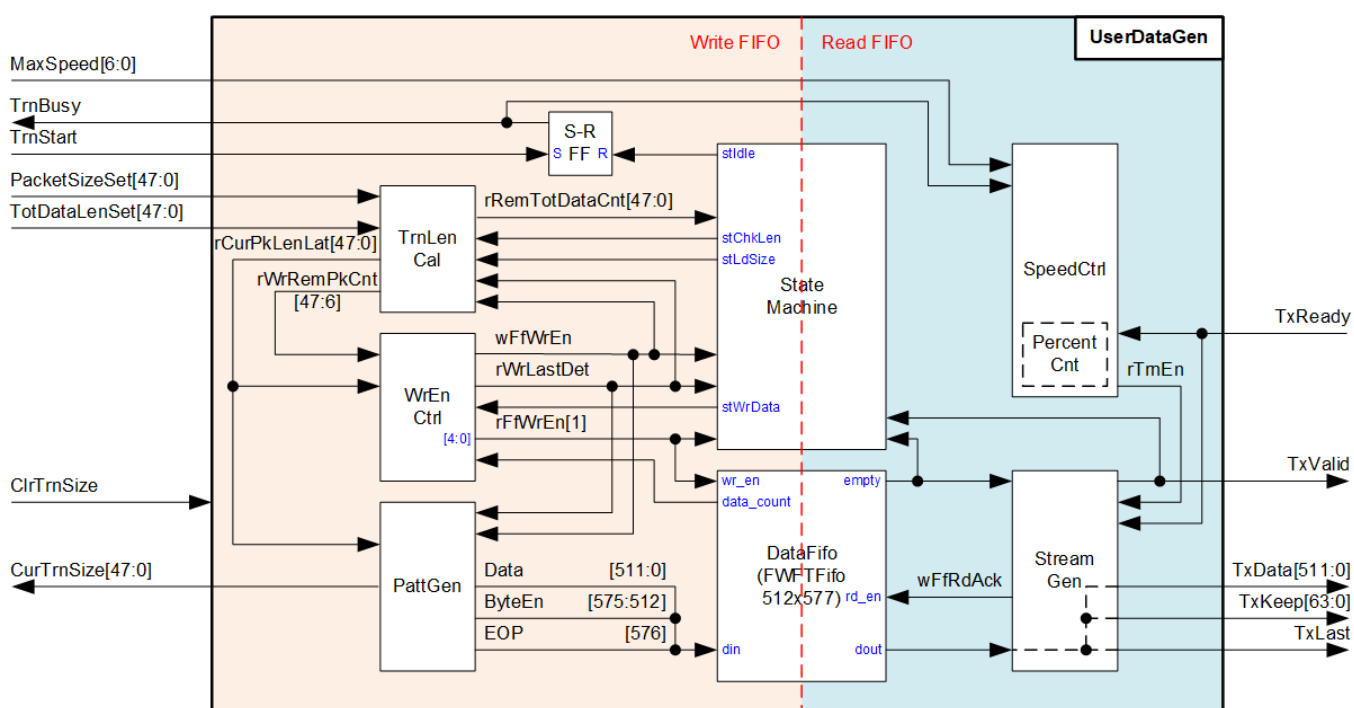 Write FIFO
Read FIFO
UserDataGen
MaxSpeed[6:0]
TrnBusy
TrnStart
S-R
FF
S
R
stIdle
PacketSizeSet[47:0]
TotDataLenSet[47:0]
rRemTotDataCnt[47:0]
TrnLen
Cal
rCurPkLenLat[47:0]
rWrRemPkCnt
[47:6]
stChkLen
stLdSize
State
Machine
SpeedCtrl
Percent
Cnt
TxReady
rTmEn
wFfWrEn
rWrLastDet
WrEn
Ctrl
[4:0]
stWrData
rFfWrEn[1]
ClrTrnSize
wr_en
data_count
empty
TxValid
DataFifo
(FWFTFifo
512x577)
rd_en
wFfRdAck
Stream
Gen
CurTrnSize[47:0]
PattGen
Data
[511:0]
ByteEn
[575:512]
EOP
[576]
din
dout
TxData[511:0]
TxKeep[63:0]
TxLast